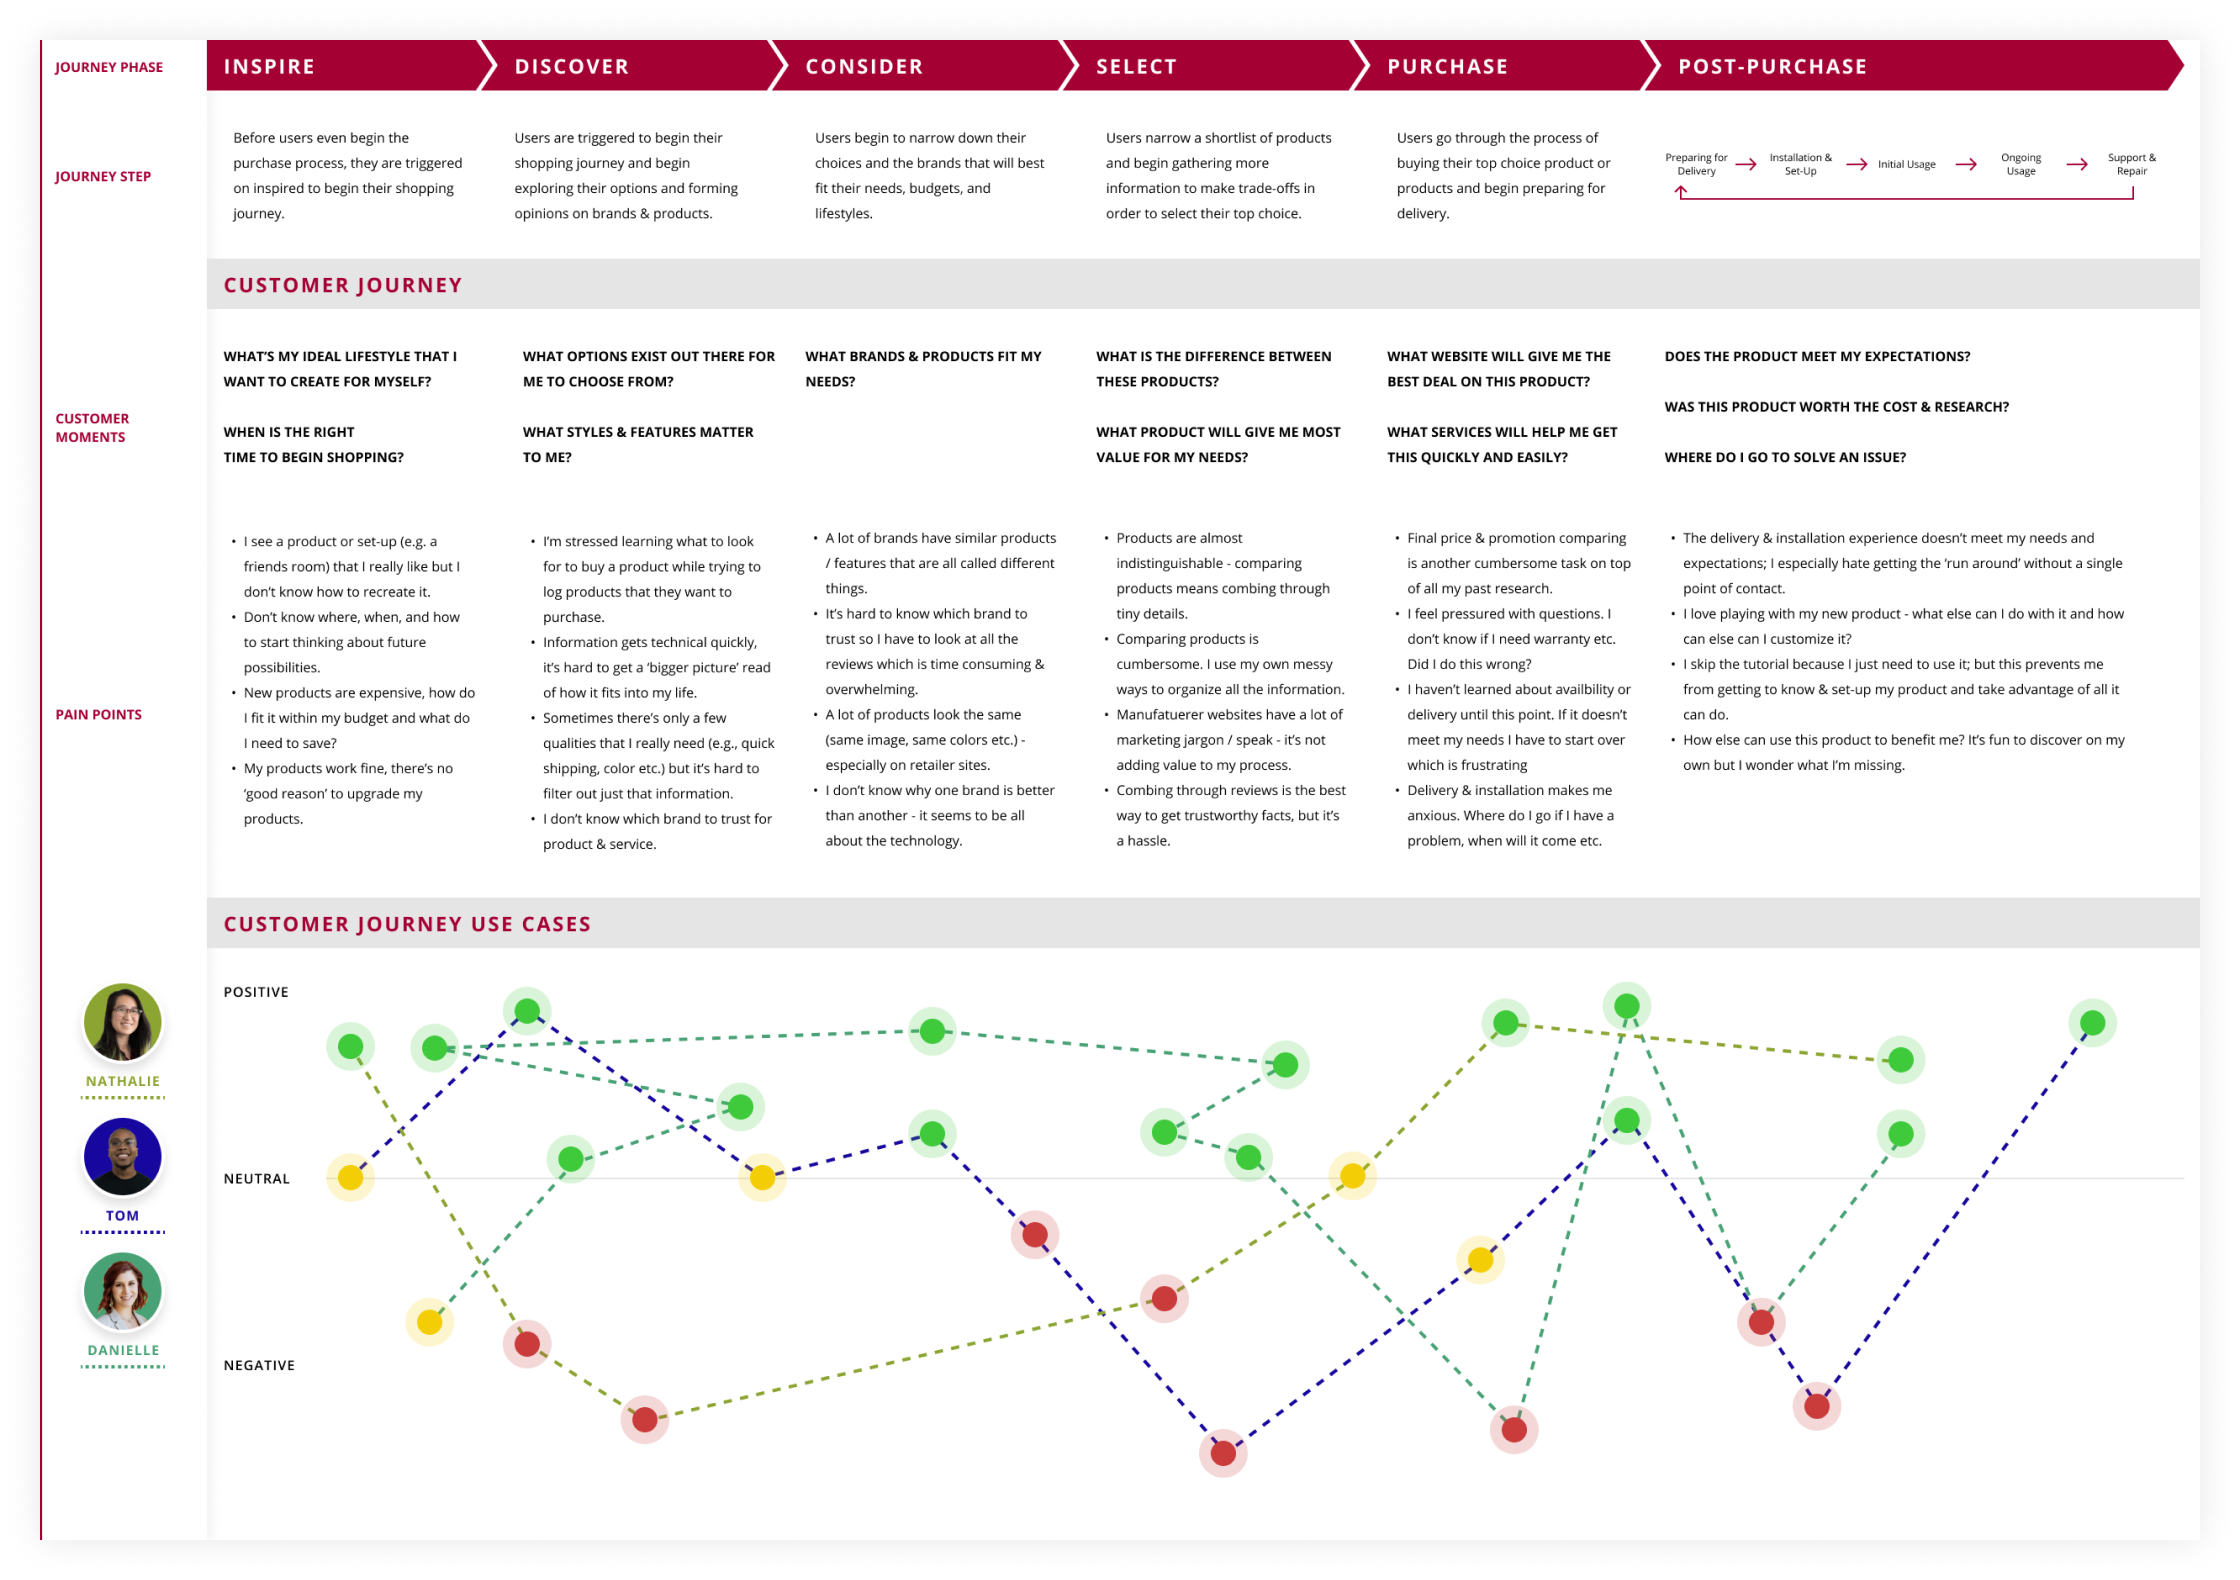 JOURNEY PHASE
INSPIRE
DISCOVER
CONSIDER
SELECT
PURCHASE
POST-PURCHASE
JOURNEY STEP
Before users even begin the
purchase process, they are triggered
on inspired to begin their shopping
journey.
Users are triggered to begin their
shopping journey and begin
exploring their options and forming
opinions on brands & products.
Users begin to narrow down their
choices and the brands that will best
fit their needs, budgets, and
lifestyles.
Users narrow a shortlist of products
and begin gathering more
information to make trade-offs in
order to select their top choice.
Users go through the process of
buying their top choice product or
products and begin preparing for
delivery.
Preparing for
Delivery
Installation &
Set-Up
Initial Usage
Ongoing
Usage
Support &
Repair
CUSTOMER JOURNEY
CUSTOMER
MOMENTS
WHAT’S MY IDEAL LIFESTYLE THAT I
WANT TO CREATE FOR MYSELF?
WHEN IS THE RIGHT
TIME TO BEGIN SHOPPING?
WHAT OPTIONS EXIST OUT THERE FOR
ME TO CHOOSE FROM?
WHAT STYLES & FEATURES MATTER
TO ME?
WHAT BRANDS & PRODUCTS FIT MY
NEEDS?
WHAT IS THE DIFFERENCE BETWEEN
THESE PRODUCTS?
WHAT PRODUCT WILL GIVE ME MOST
VALUE FOR MY NEEDS?
WHAT WEBSITE WILL GIVE ME THE
BEST DEAL ON THIS PRODUCT?
WHAT SERVICES WILL HELP ME GET
THIS QUICKLY AND EASILY?
DOES THE PRODUCT MEET MY EXPECTATIONS?
WAS THIS PRODUCT WORTH THE COST & RESEARCH?
WHERE DO I GO TO SOLVE AN ISSUE?
PAIN POINTS
• I see a product or set-up (e.g. a
friends room) that I really like but I
don’t know how to recreate it.
• Don’t know where, when, and how
to start thinking about future
possibilities.
• New products are expensive, how do
I fit it within my budget and what do
I need to save?
• My products work fine, there’s no
‘good reason’ to upgrade my
products.
• I’m stressed learning what to look
for to buy a product while trying to
log products that they want to
purchase.
• Information gets technical quickly,
it’s hard to get a ‘bigger picture’ read
of how it fits into my life.
• Sometimes there’s only a few
qualities that I really need (e.g., quick
shipping, color etc.) but it’s hard to
filter out just that information.
• I don’t know which brand to trust for
product & service.
• A lot of brands have similar products
/ features that are all called different
things.
• It’s hard to know which brand to
trust so I have to look at all the
reviews which is time consuming &
overwhelming.
• A lot of products look the same
(same image, same colors etc.) -
especially on retailer sites.
• I don’t know why one brand is better
than another - it seems to be all
about the technology.
• Products are almost
indistinguishable - comparing
products means combing through
tiny details.
• Comparing products is
cumbersome. I use my own messy
ways to organize all the information.
• Manufatuerer websites have a lot of
marketing jargon / speak - it’s not
adding value to my process.
• Combing through reviews is the best
way to get trustworthy facts, but it’s
a hassle.
• Final price & promotion comparing
is another cumbersome task on top
of all my past research.
• I feel pressured with questions. I
don’t know if I need warranty etc.
Did I do this wrong?
• I haven’t learned about availbility or
delivery until this point. If it doesn’t
meet my needs I have to start over
which is frustrating
• Delivery & installation makes me
anxious. Where do I go if I have a
problem, when will it come etc.
• The delivery & installation experience doesn’t meet my needs and
expectations; I especially hate getting the ‘run around’ without a single
point of contact.
• I love playing with my new product - what else can I do with it and how
can else can I customize it?
• I skip the tutorial because I just need to use it; but this prevents me
from getting to know & set-up my product and take advantage of all it
can do.
• How else can use this product to benefit me? It’s fun to discover on my
own but I wonder what I’m missing.
CUSTOMER JOURNEY USE CASES
NATHALIE
TOM
DANIELLE
POSITIVE
NEUTRAL
NEGATIVE